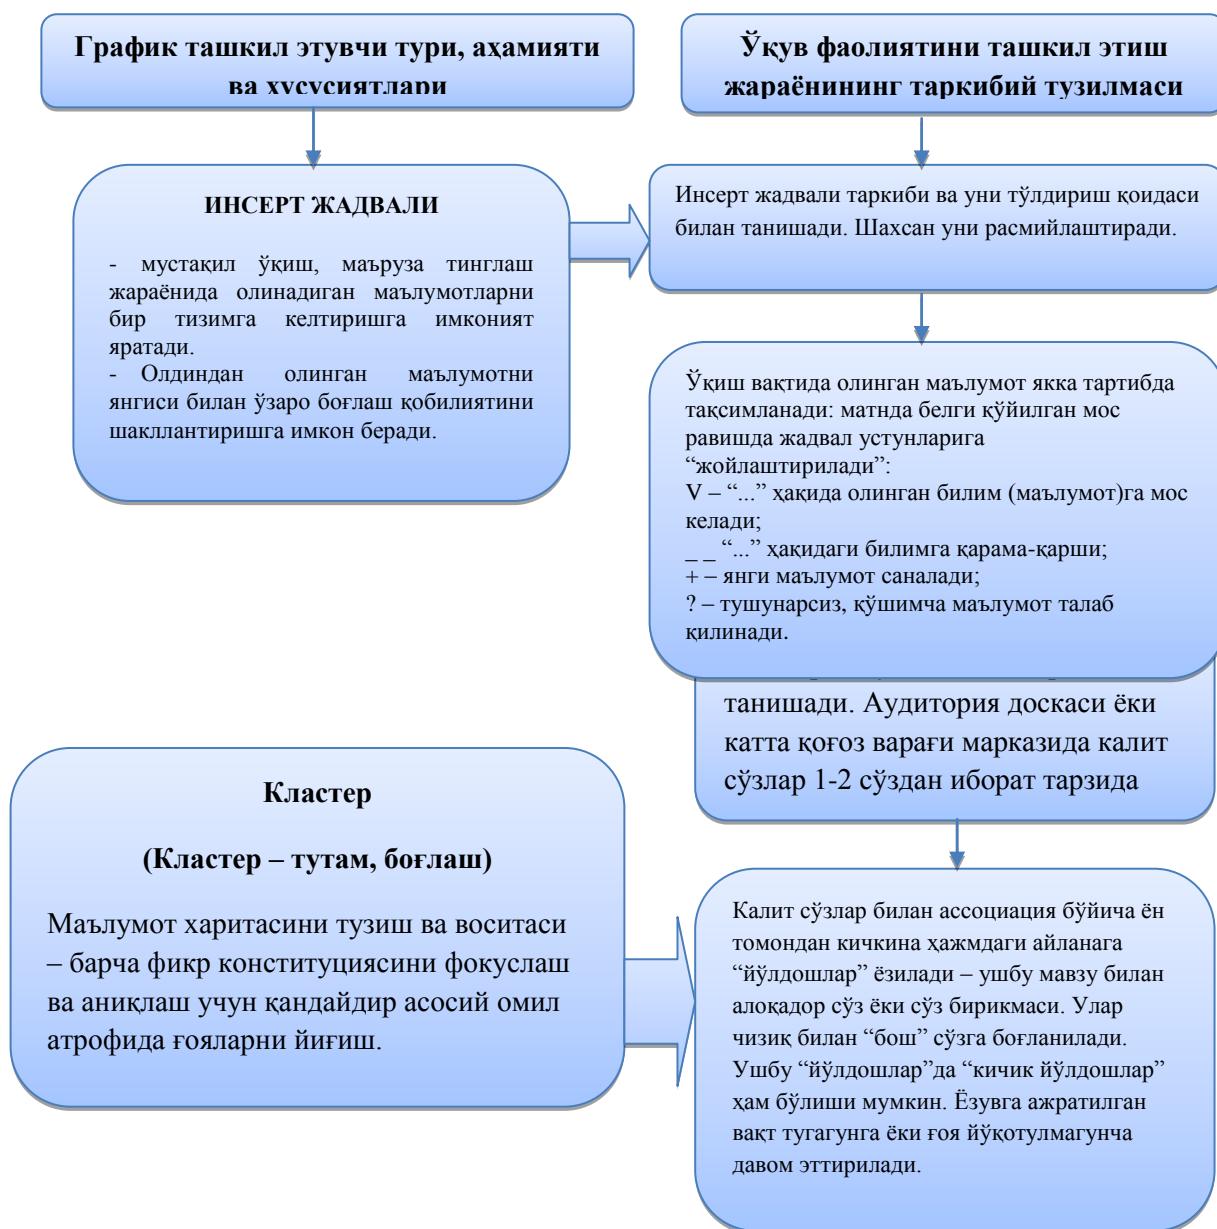 График ташкил этувчи тури, аҳамияти
ва хусусиятлари
Ўқув фаолиятини ташкил этиш
жараёнининг таркибий тузилмаси
ИНСЕРТ ЖАДВАЛИ
- мустақил ўқиш, маъруза тинглаш
жараёнида олинадиган маълумотларни
бир тизимга келтиришга имконият
яратади.
- Олдиндан олинган маълумотни
янгиси билан ўзаро боғлаш қобилиятини
шакллантиришга имкон беради.
Инсерт жадвали таркиби ва уни тўлдириш қоидаси
билан танишади. Шахсан уни расмийлаштиради.
Ўқиш вақтида олинган маълумот якка тартибда
тақсимланади: матнда белги қўйилган мос
равишда жадвал устунларига
“жойлаштирилади”:
V – “...” ҳақида олинган билим (маълумот)га мос
келади;
_ _ “...” ҳақидаги билимга қарама-қарши;
+ – янги маълумот саналади;
? – тушунарсиз, қўшимча маълумот талаб
қилинади.
танишади. Аудитория доскаси ёки
катта қоғоз варағи марказида калит
сўзлар 1-2 сўздан иборат тарзида
Кластер
(Кластер – тутам, боғлаш)
Маълумот харитасини тузиш ва воситаси
– барча фикр конституциясини фокуслаш
ва аниқлаш учун қандайдир асосий омил
атрофида ғояларни йиғиш.
Калит сўзлар билан ассоциация бўйича ён
томондан кичкина ҳажмдаги айланага
“йўлдошлар” ёзилади – ушбу мавзу билан
алоқадор сўз ёки сўз бирикмаси. Улар
чизиқ билан “бош” сўзга боғланилади.
Ушбу “йўлдошлар”да “кичик йўлдошлар”
ҳам бўлиши мумкин. Ёзувга ажратилган
вақт тугагунга ёки ғоя йўқотулмагунча
давом эттирилади.